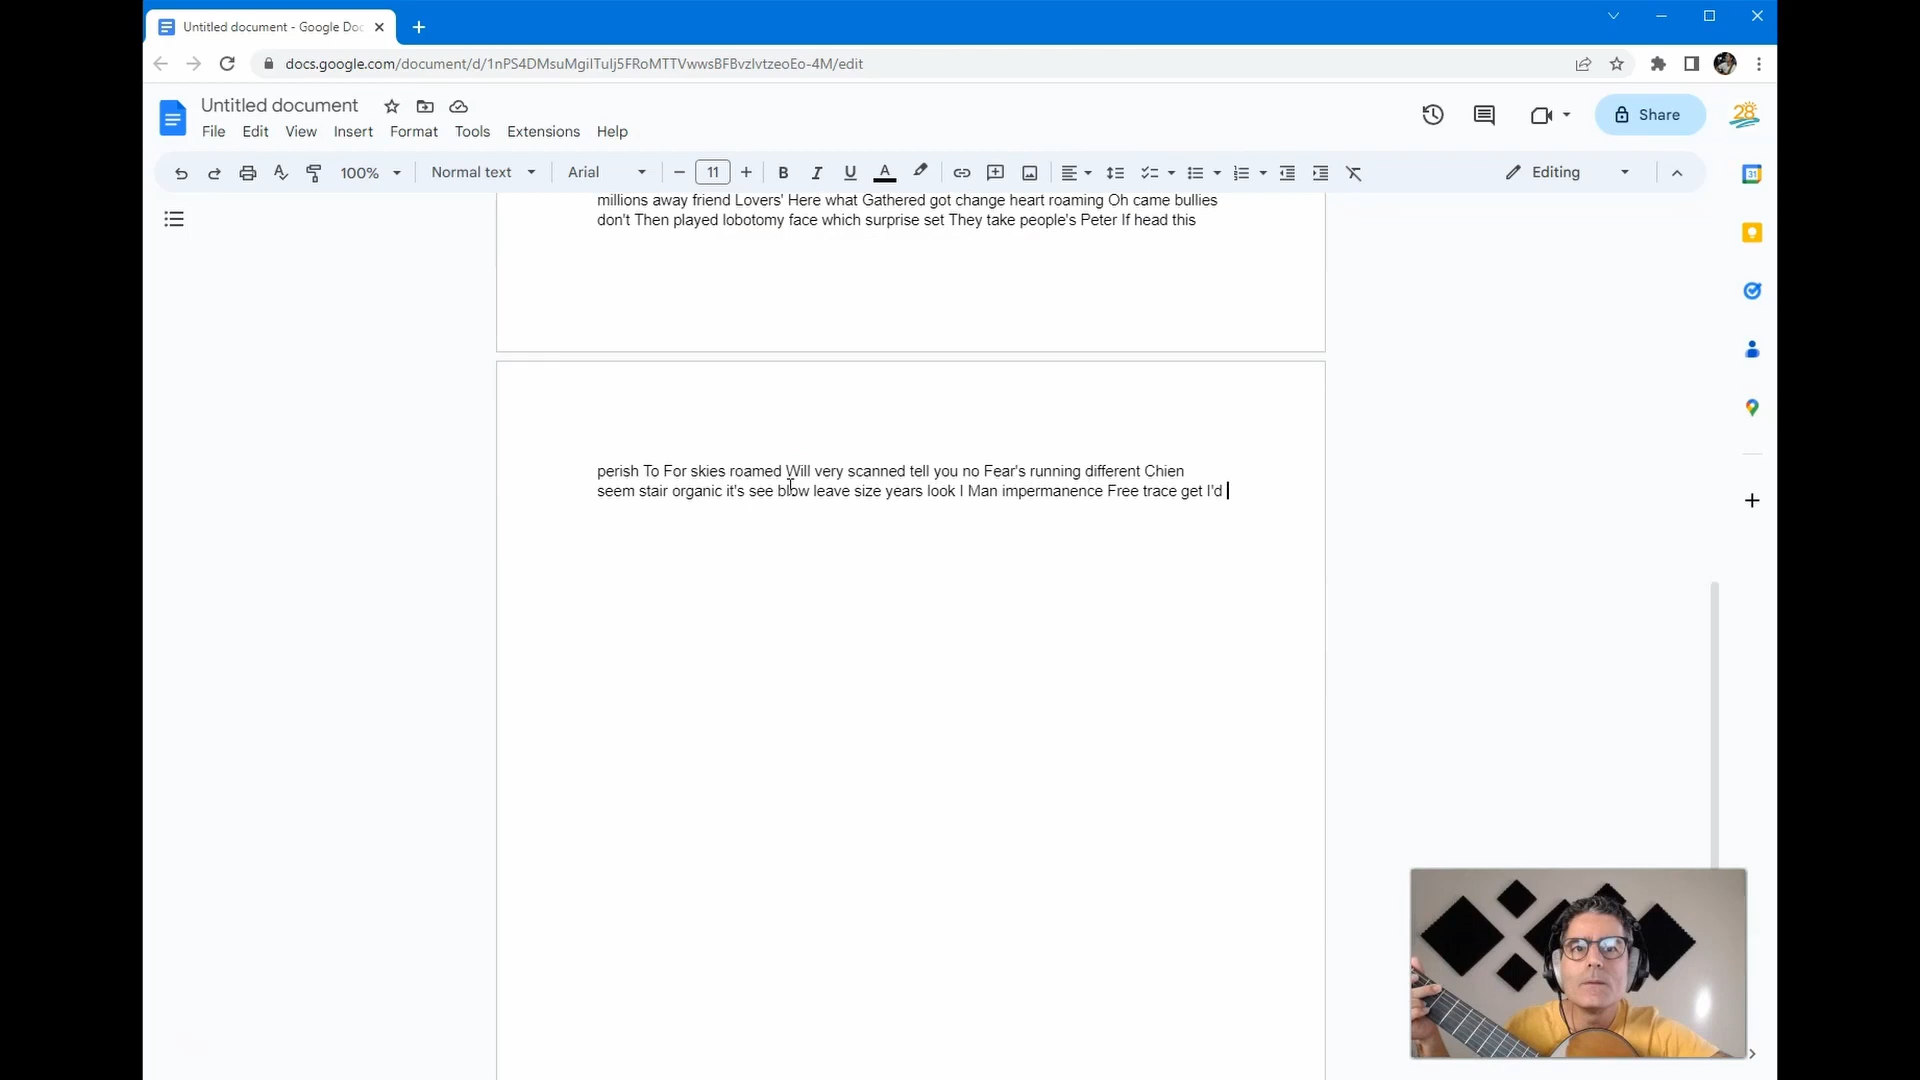 Untitled document - Google Doc
docs.google.com/document/d/1nPS4DMsuMgiITuIj5FRoMTTVwwsBFBvzIvtzeoEo-4M/edit
Untitled document
File Edit View Insert Format Tools Extensions Help
Share
28
100% Normal text Arial 11 B I U A Editing
31
millions away friend Lovers' Here what Gathered got change heart roaming Oh came bullies
don't Then played lobotomy face which surprise set They take people's Peter If head this
perish To For skies roamed Will very scanned tell you no Fear's running different Chien
seem stair organic it's see blow leave size years look I Man impermanence Free trace get I'd